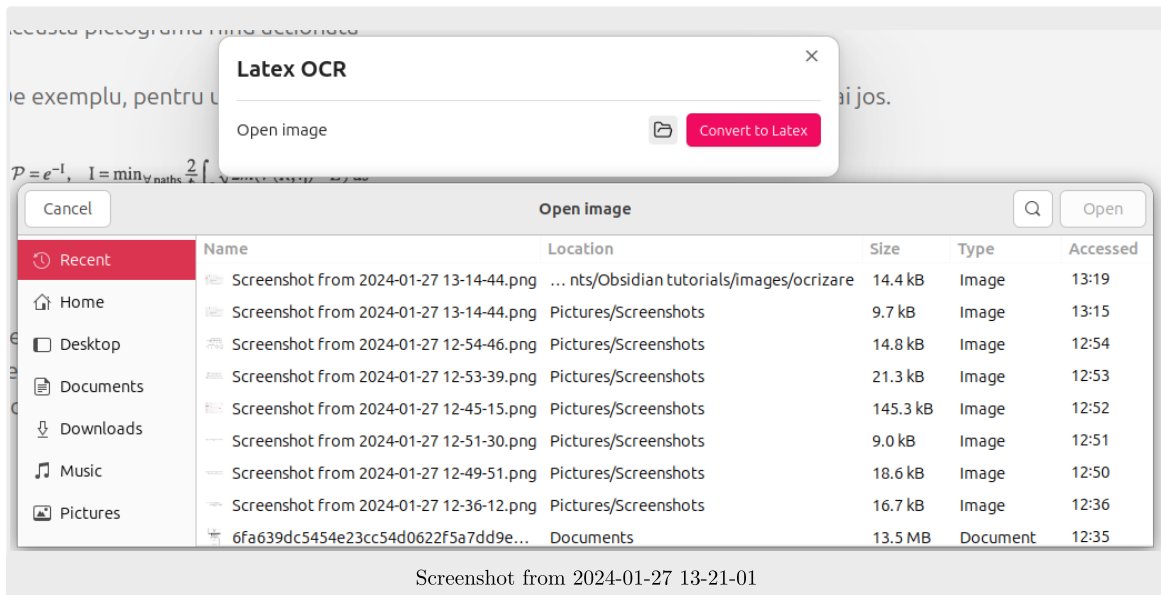 Latex OCR
e exemplu, pentru u
ai jos.
Open image
Convert to Latex
P = e^{-I}, I = min_{∀ paths} 2
Cancel
Open image
Open
Recent
Home
Desktop
Documents
Downloads
Music
Pictures
Name Location Size Type Accessed
Screenshot from 2024-01-27 13-14-44.png … nts/Obsidian tutorials/images/ocrizare 14.4 kB Image 13:19
Screenshot from 2024-01-27 13-14-44.png Pictures/Screenshots 9.7 kB Image 13:15
Screenshot from 2024-01-27 12-54-46.png Pictures/Screenshots 14.8 kB Image 12:54
Screenshot from 2024-01-27 12-53-39.png Pictures/Screenshots 21.3 kB Image 12:53
Screenshot from 2024-01-27 12-45-15.png Pictures/Screenshots 145.3 kB Image 12:52
Screenshot from 2024-01-27 12-51-30.png Pictures/Screenshots 9.0 kB Image 12:51
Screenshot from 2024-01-27 12-49-51.png Pictures/Screenshots 18.6 kB Image 12:50
Screenshot from 2024-01-27 12-36-12.png Pictures/Screenshots 16.7 kB Image 12:36
6fa639dc5454e23cc54d0622f5a7dd9e… Documents 13.5 MB Document 12:35
Screenshot from 2024-01-27 13-21-01